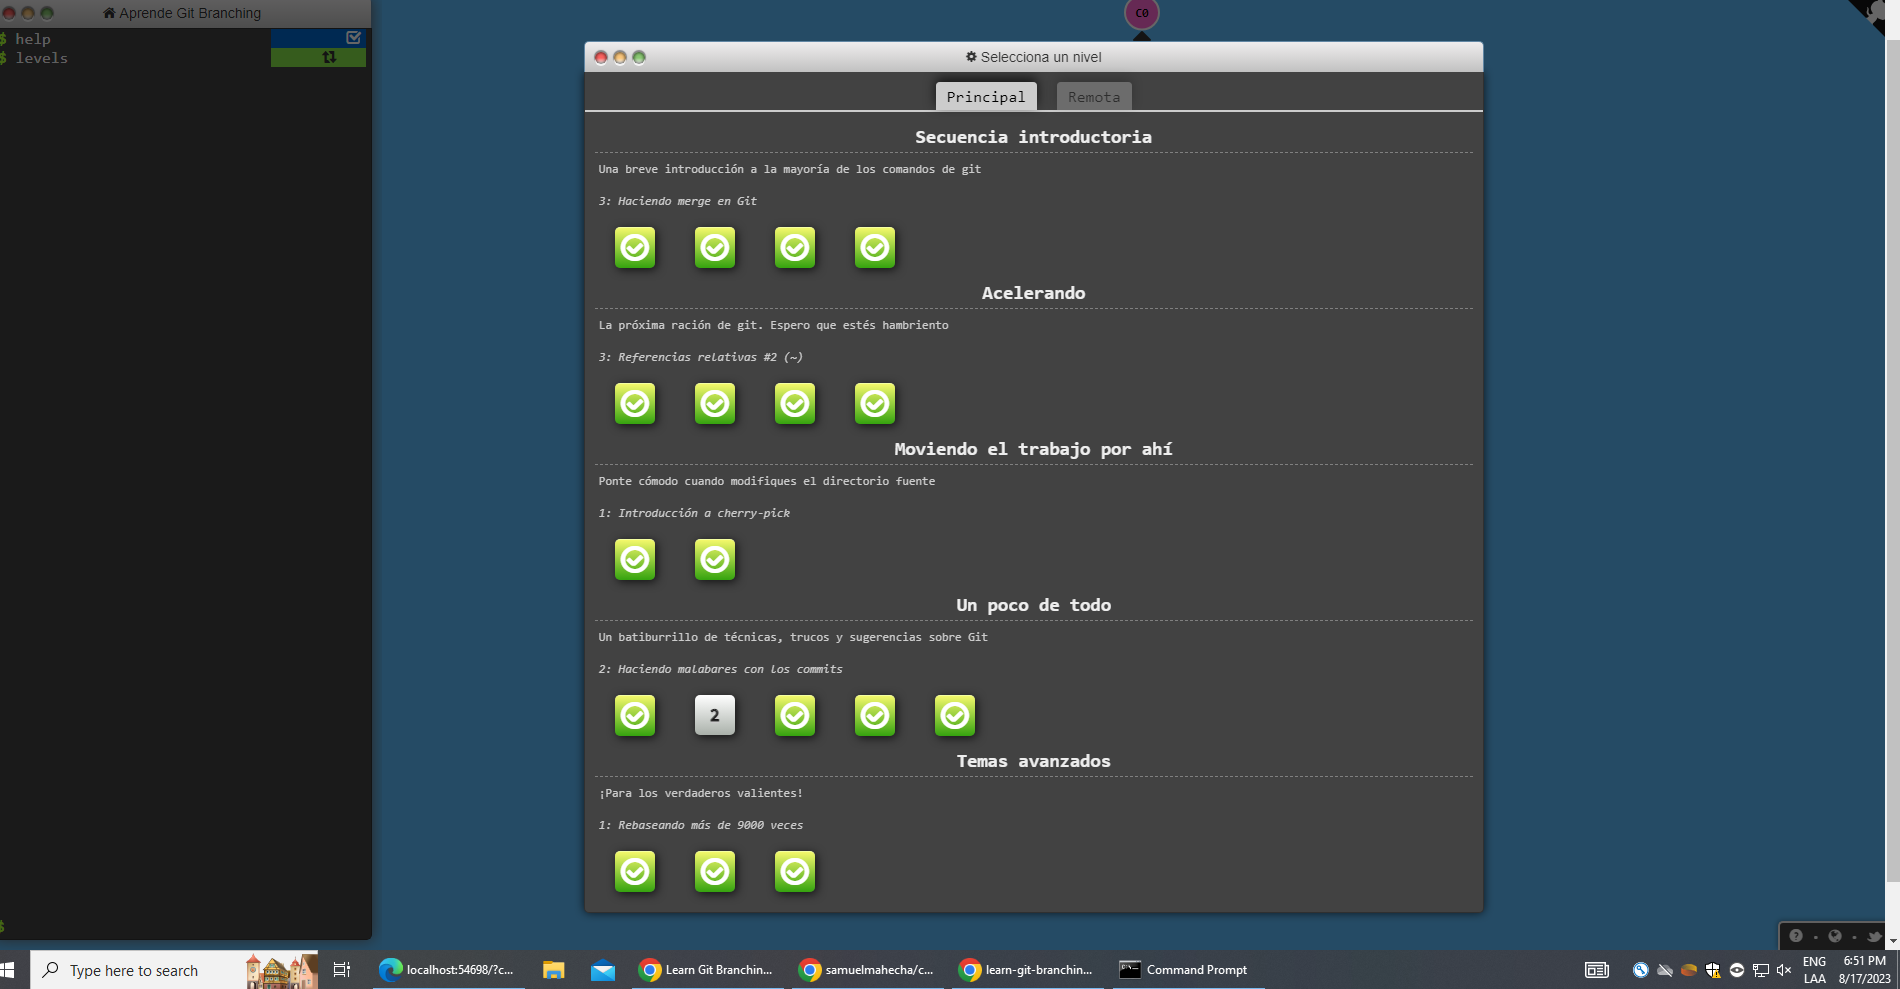 Aprende Git Branching
$ help
$ levels
$
C0
Selecciona un nivel
Principal
Remota
Secuencia introductoria
Una breve introducción a la mayoría de los comandos de git
3: Haciendo merge en Git
Acelerando
La próxima ración de git. Espero que estés hambriento
3: Referencias relativas #2 (~)
Moviendo el trabajo por ahí
Ponte cómodo cuando modifiques el directorio fuente
1: Introducción a cherry-pick
Un poco de todo
Un batiburrillo de técnicas, trucos y sugerencias sobre Git
2: Haciendo malabares con los commits
2
Temas avanzados
¡Para los verdaderos valientes!
1: Rebaseando más de 9000 veces
Type here to search
localhost:54698/?c...
Learn Git Branchin...
samuelmahecha/c...
learn-git-branchin...
Command Prompt
ENG
LAA
6:51 PM
8/17/2023